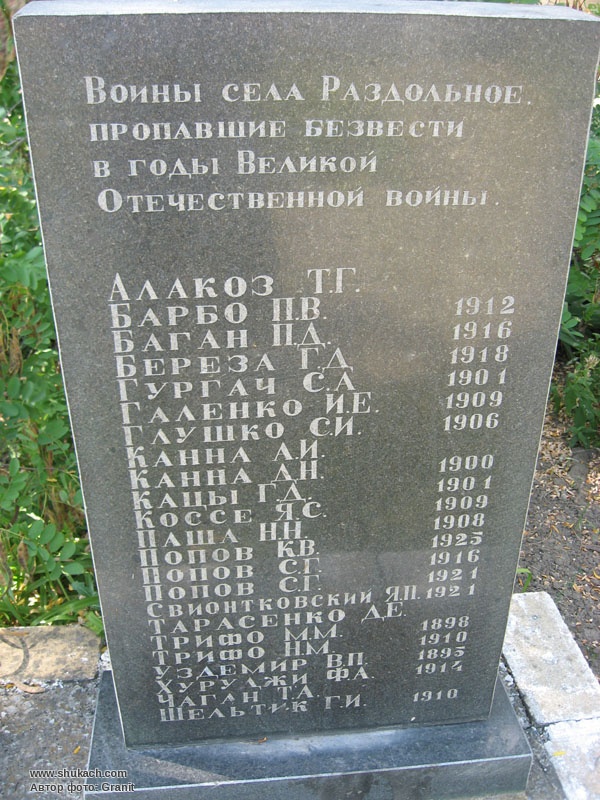 Воины села Раздольное.
пропавшие безвести
в годы Великой
Отечественной войны.
Алакоз Т.Г.
Барбо П.В. 1912
Баган П.Д. 1916
Береза Г.Д 1918
Гургач С.А 1901
Галенко И.Е. 1909
Глушко С.И. 1906
Канна А.И.
Канна Д.Н. 1900
Кацы Г.Д. 1901
Коссе Я.С. 1909
Паша Н.Н. 1908
Попов К.В. 1925
Попов С.Г. 1916
Попов С.Г. 1921
Свионтковский Я.П. 1921
Тарасенко Д.Е.
Трифо М.М. 1898
Трифо Н.М. 1910
Уздемир В.П. 1895
Хурулжи Ф.А. 1914
Чаган Т.А.
Шельтик Г.И. 1910
www.shukach.com
Автор фото: Granit